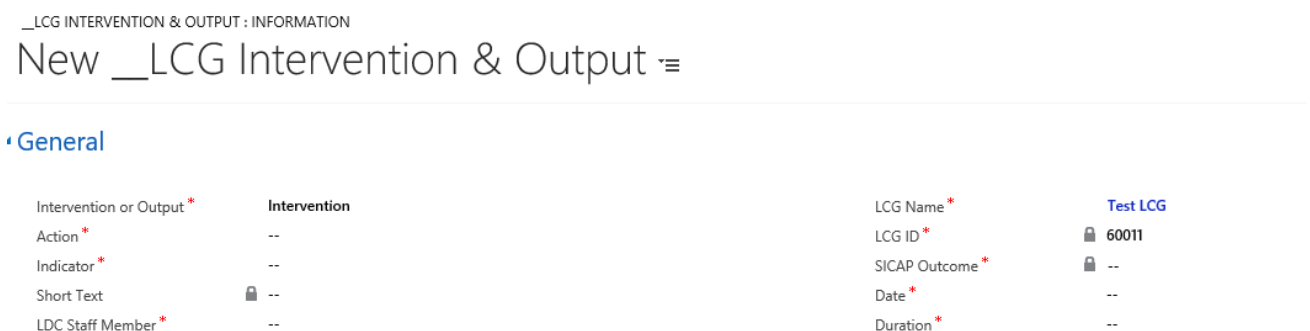 __LCG INTERVENTION & OUTPUT : INFORMATION
New __LCG Intervention & Output
General
Intervention or Output* Intervention LCG Name* Test LCG
Action* -- LCG ID* 60011
Indicator* -- SICAP Outcome* --
Short Text -- Date* --
LDC Staff Member* -- Duration* --